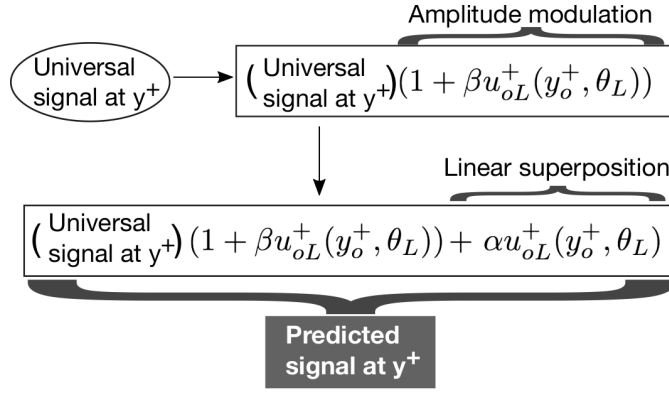 Amplitude modulation
Universal
signal at y⁺
(Universal
signal at y⁺)(1 + βu⁺ₒL(y⁺ₒ, θL))
Linear superposition
(Universal
signal at y⁺)(1 + βu⁺ₒL(y⁺ₒ, θL)) + αu⁺ₒL(y⁺ₒ, θL)
Predicted
signal at y⁺